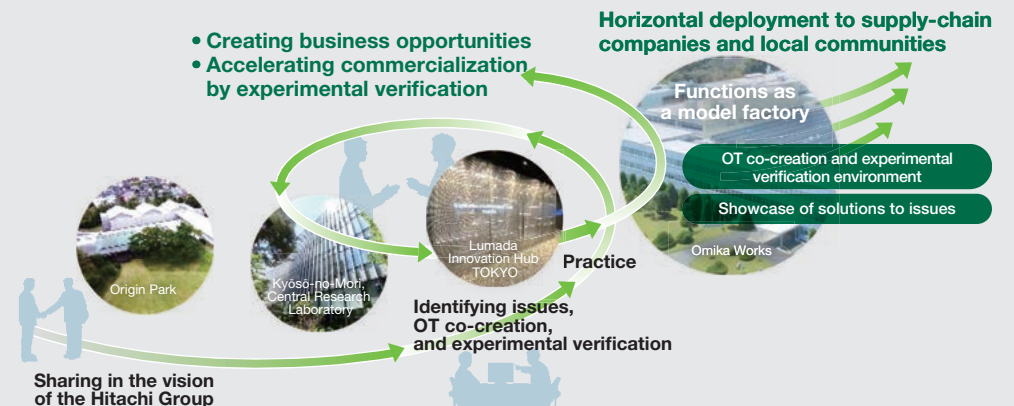 Horizontal deployment to supply-chain
companies and local communities
• Creating business opportunities
• Accelerating commercialization
by experimental verification
Functions as
a model factory
OT co-creation and experimental
verification environment
Showcase of solutions to issues
Omika Works
Lumada
Innovation Hub
TOKYO
Practice
Kyōsō-no-Mori,
Central Research
Laboratory
Origin Park
Identifying issues,
OT co-creation,
and experimental verification
Sharing in the vision
of the Hitachi Group